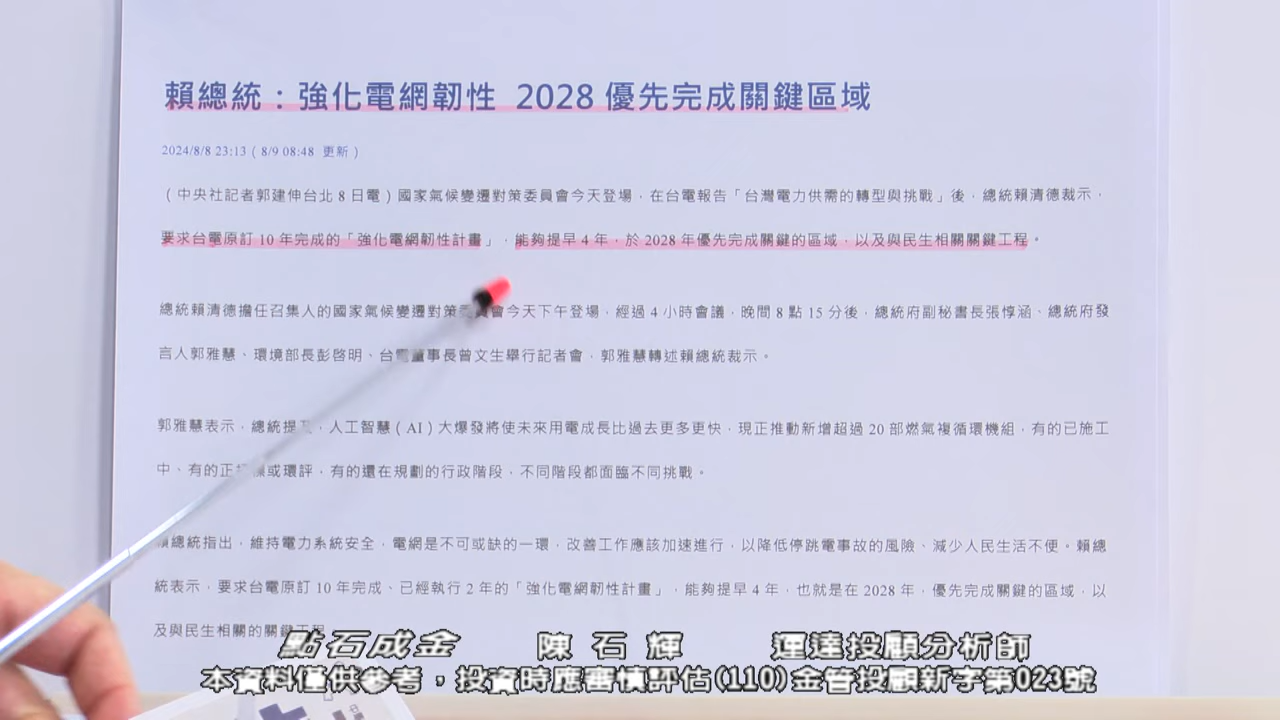 賴總統：強化電網韌性 2028 優先完成關鍵區域
2024/8/8 23:13（8/9 08:48 更新）
（中央社記者郭建伸台北 8 日電）國家氣候變遷對策委員會今天登場，在台電報告「台灣電力供需的轉型與挑戰」後，總統賴清德裁示，
要求台電原訂 10 年完成的「強化電網韌性計畫」，能夠提早 4 年，於 2028 年優先完成關鍵的區域，以及與民生相關關鍵工程。
總統賴清德擔任召集人的國家氣候變遷對策委員會今天下午登場，經過 4 小時會議，晚間 8 點 15 分後，總統府副秘書長張惇涵、總統府發
言人郭雅慧、環境部長彭啓明、台電董事長曾文生舉行記者會，郭雅慧轉述賴總統裁示。
郭雅慧表示，總統提及，人工智慧（AI）大爆發將使未來用電成長比過去更多更快，現正推動新增超過 20 部燃氣複循環機組，有的已施工
中、有的正招標或環評，有的還在規劃的行政階段，不同階段都面臨不同挑戰。
賴總統指出，維持電力系統安全，電網是不可或缺的一環，改善工作應該加速進行，以降低停跳電事故的風險、減少人民生活不便。賴總
統表示，要求台電原訂 10 年完成、已經執行 2 年的「強化電網韌性計畫」，能夠提早 4 年，也就是在 2028 年，優先完成關鍵的區域，以
及與民生相關的關鍵工程
點石成金 陳石輝 運達投顧分析師
本資料僅供參考，投資時應審慎評估(110)金管投顧新字第023號